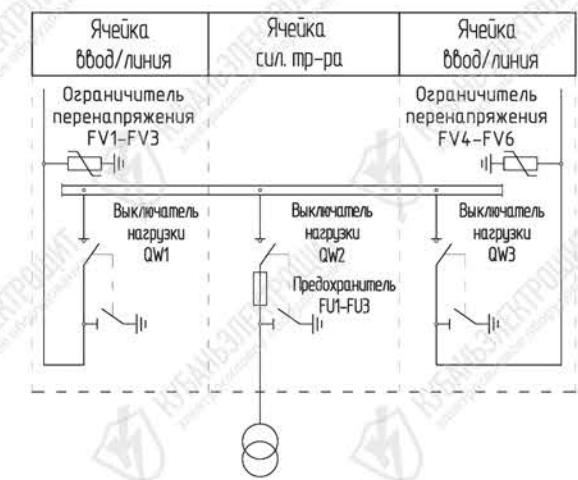 Ячейка
ввод/линия
Ячейка
сил. тр-ра
Ячейка
ввод/линия
Ограничитель
перенапряжения
FV1-FV3
Ограничитель
перенапряжения
FV4-FV6
Выключатель
нагрузки
QW1
Выключатель
нагрузки
QW2
Выключатель
нагрузки
QW3
Предохранитель
FU1-FU3